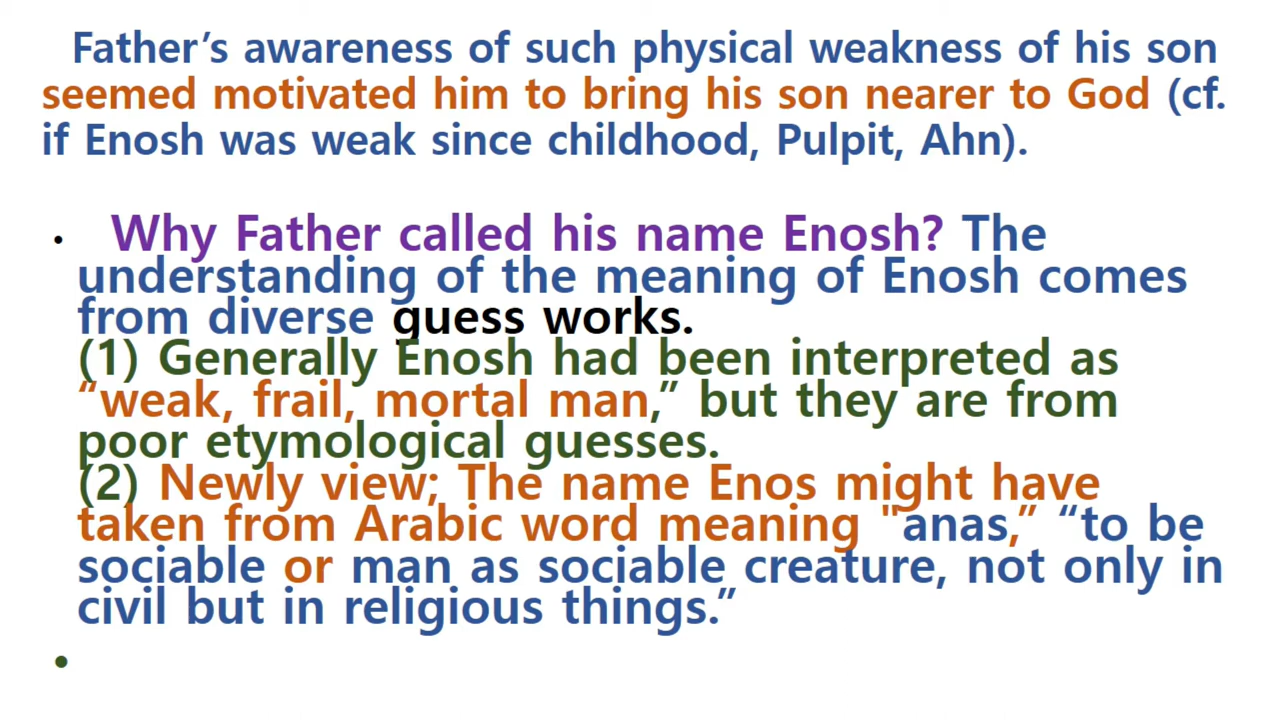 Father’s awareness of such physical weakness of his son
seemed motivated him to bring his son nearer to God (cf.
if Enosh was weak since childhood, Pulpit, Ahn).
• Why Father called his name Enosh? The
understanding of the meaning of Enosh comes
from diverse guess works.
(1) Generally Enosh had been interpreted as
“weak, frail, mortal man,” but they are from
poor etymological guesses.
(2) Newly view; The name Enos might have
taken from Arabic word meaning "anas,” “to be
sociable or man as sociable creature, not only in
civil but in religious things.”
•